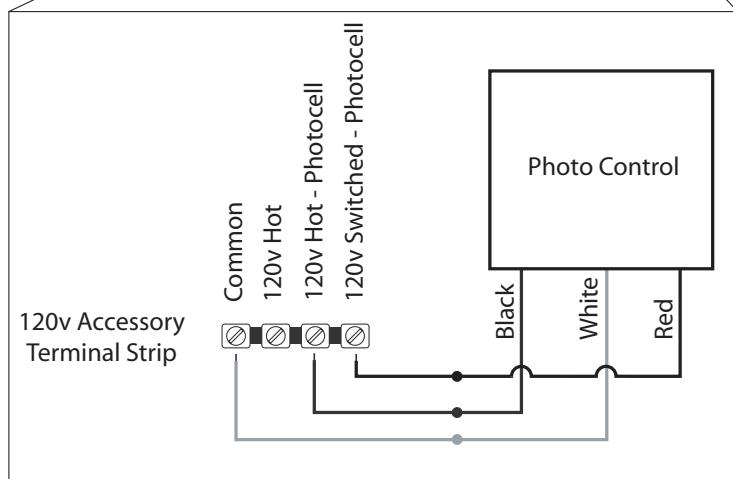 Common
120v Hot
120v Hot - Photocell
120v Switched - Photocell
Photo Control
Black
White
Red
120v Accessory
Terminal Strip